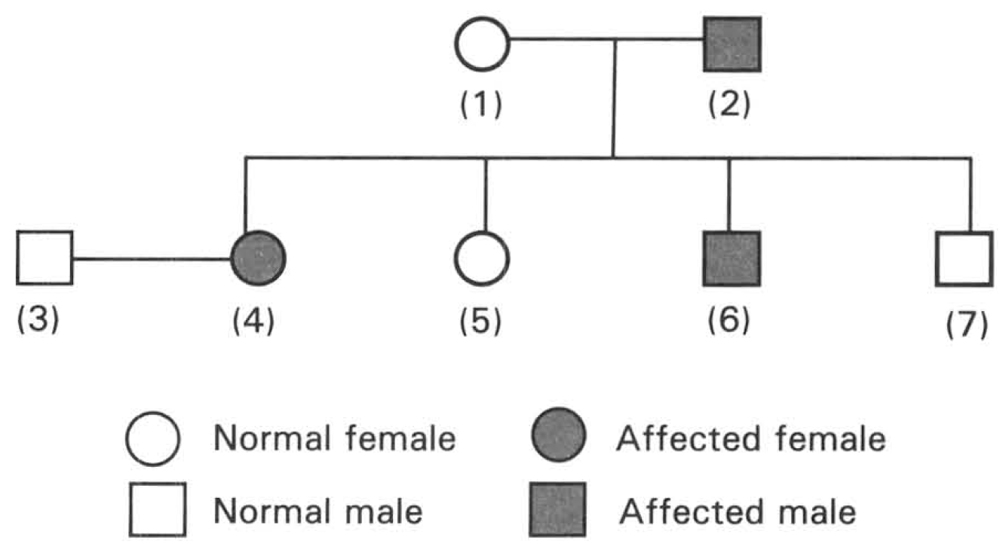 (1) (2)
(3) (4) (5) (6) (7)
Normal female Affected female
Normal male Affected male